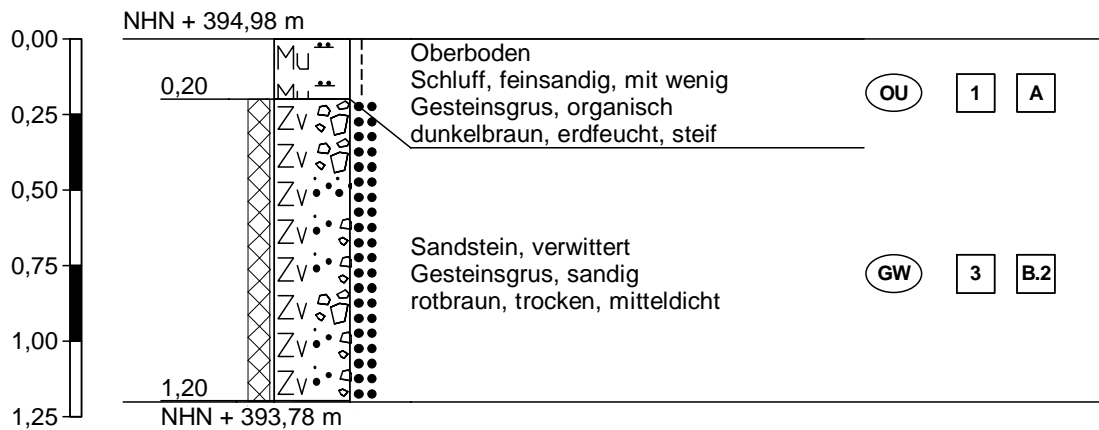 NHN + 394,98 m
0,00
Oberboden
Mu
Schluff, feinsandig, mit wenig
0,20
Mu
OU 1 A
Gesteinsgrus, organisch
0,25
Zv
dunkelbraun, erdfeucht, steif
Zv
0,50
Zv
Zv
Sandstein, verwittert
0,75
Zv
Gesteinsgrus, sandig
GW 3 B.2
rotbraun, trocken, mitteldicht
Zv
1,00
Zv
1,20
Zv
1,25
NHN + 393,78 m